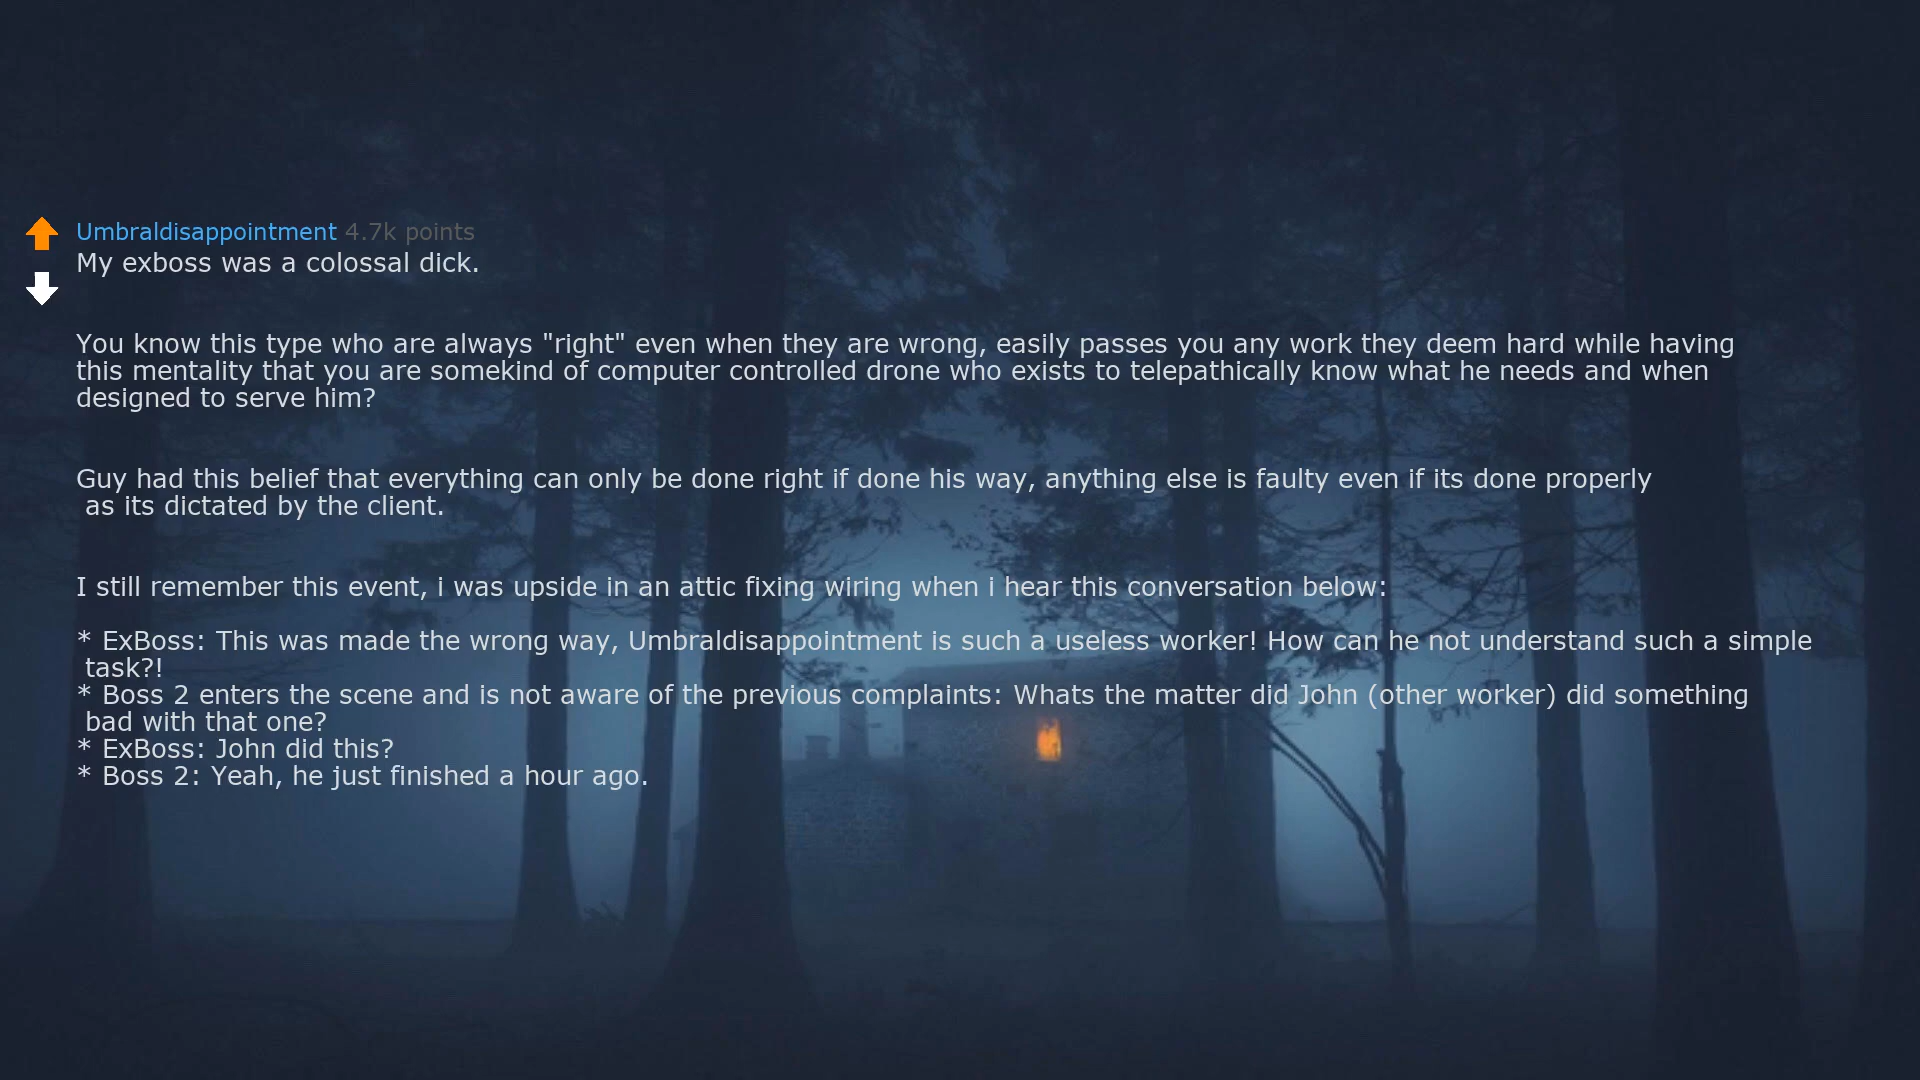 Umbraldisappointment 4.7k points
My exboss was a colossal dick.
You know this type who are always "right" even when they are wrong, easily passes you any work they deem hard while having
this mentality that you are somekind of computer controlled drone who exists to telepathically know what he needs and when
designed to serve him?
Guy had this belief that everything can only be done right if done his way, anything else is faulty even if its done properly
as its dictated by the client.
I still remember this event, i was upside in an attic fixing wiring when i hear this conversation below:
* ExBoss: This was made the wrong way, Umbraldisappointment is such a useless worker! How can he not understand such a simple
task?!
* Boss 2 enters the scene and is not aware of the previous complaints: Whats the matter did John (other worker) did something
bad with that one?
* ExBoss: John did this?
* Boss 2: Yeah, he just finished a hour ago.